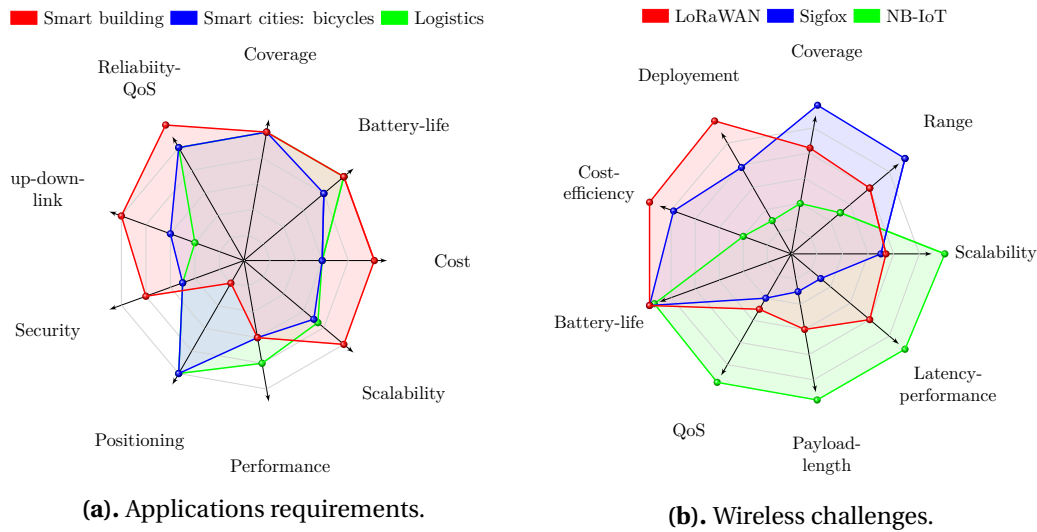 Smart building Smart cities: bicycles Logistics
Coverage
Reliabiity-
QoS
Battery-life
up-down-
link
Cost
Security
Scalability
Positioning
Performance
(a). Applications requirements.
LoRaWAN Sigfox NB-IoT
Coverage
Deployement
Range
Cost-
efficiency
Scalability
Battery-life
Latency-
performance
QoS
Payload-
length
(b). Wireless challenges.